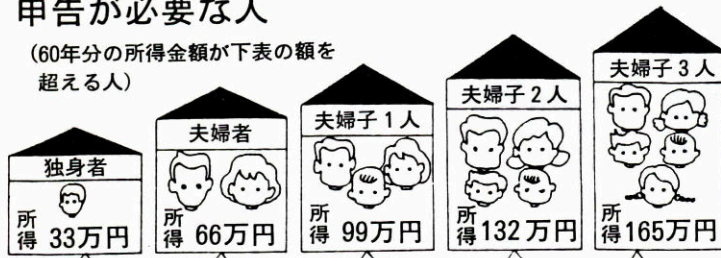 申告が必要な人
(60年分の所得金額が下表の額を
超える人)
独身者
所得 33万円
夫婦者
所得 66万円
夫婦子1人
所得 99万円
夫婦子2人
所得 132万円
夫婦子3人
所得 165万円